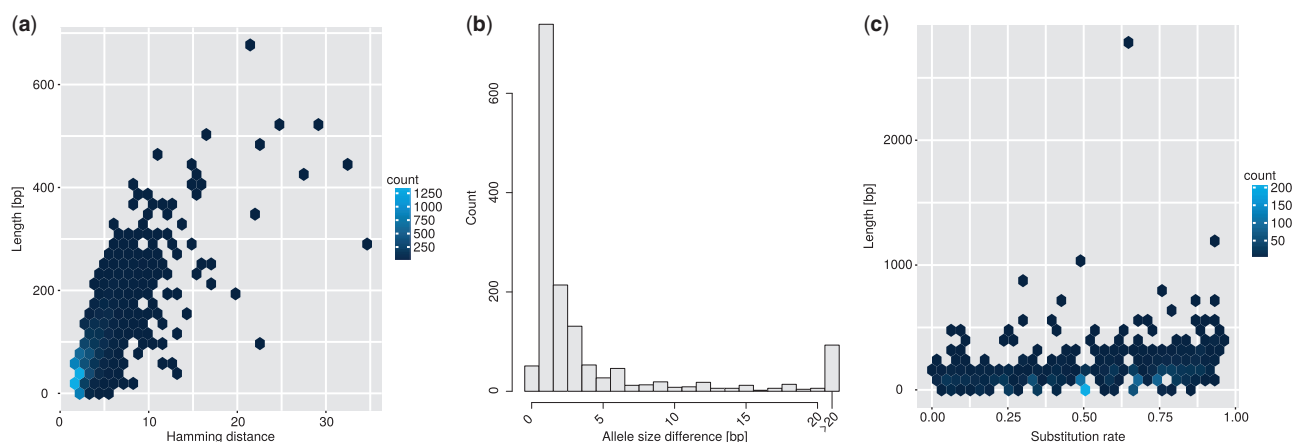 (a)
600
400
200
0
Length [bp]
0 10 20 30
Hamming distance
count
1250
1000
750
500
250
(b)
600
400
200
0
Count
0 5 10 15 20 >20
Allele size difference [bp]
(c)
2000
1000
0
Length [bp]
0.00 0.25 0.50 0.75 1.00
Substitution rate
count
200
150
100
50